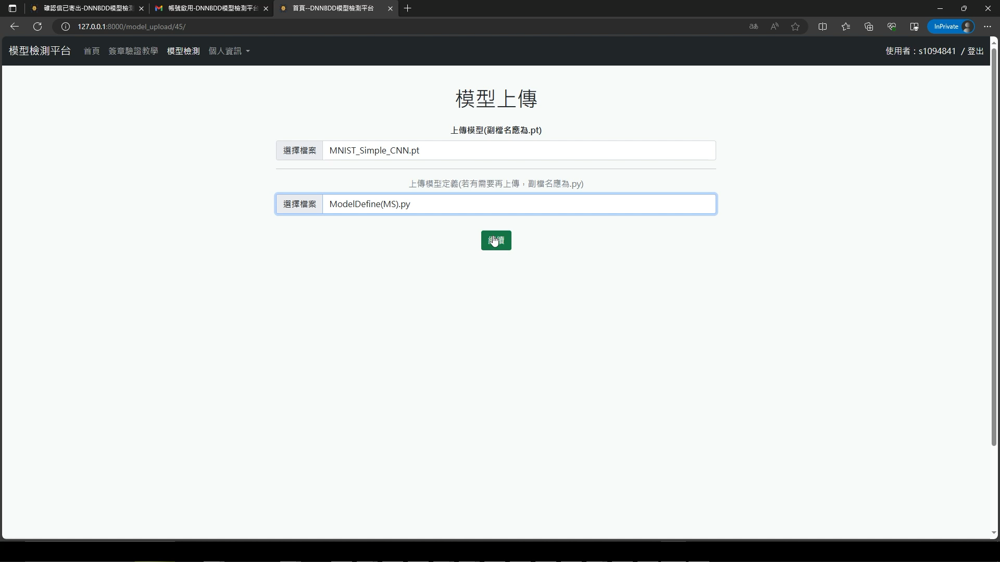 確認信已寄出-DNNBDD模型檢測
帳號啟用-DNNBDD模型檢測平台
首頁--DNNBDD模型檢測平台
127.0.0.1:8000/model_upload/45/
InPrivate
模型檢測平台 首頁 簽章驗證教學 模型檢測 個人資訊
使用者：s1094841 / 登出
模型上傳
上傳模型(副檔名應為.pt)
選擇檔案 MNIST_Simple_CNN.pt
上傳模型定義(若有需要再上傳，副檔名應為.py)
選擇檔案 ModelDefine(MS).py
繼續